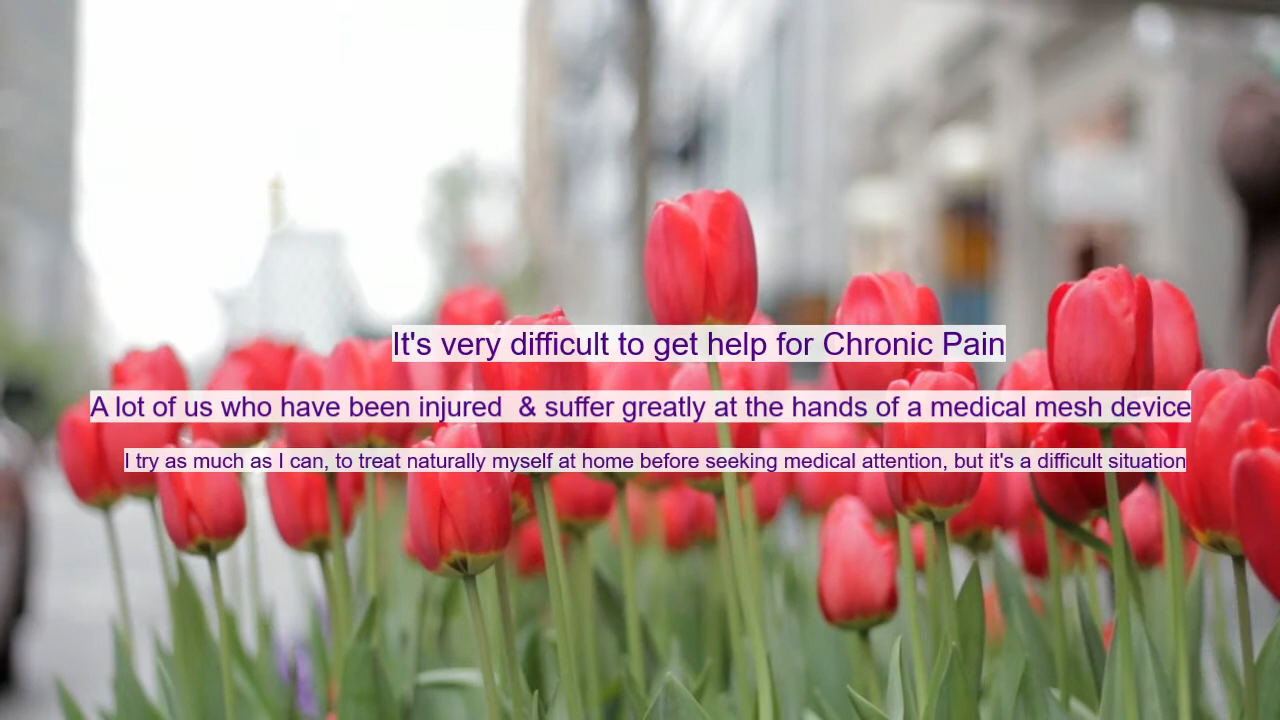 It's very difficult to get help for Chronic Pain
A lot of us who have been injured  & suffer greatly at the hands of a medical mesh device
I try as much as I can, to treat naturally myself at home before seeking medical attention, but it's a difficult situation